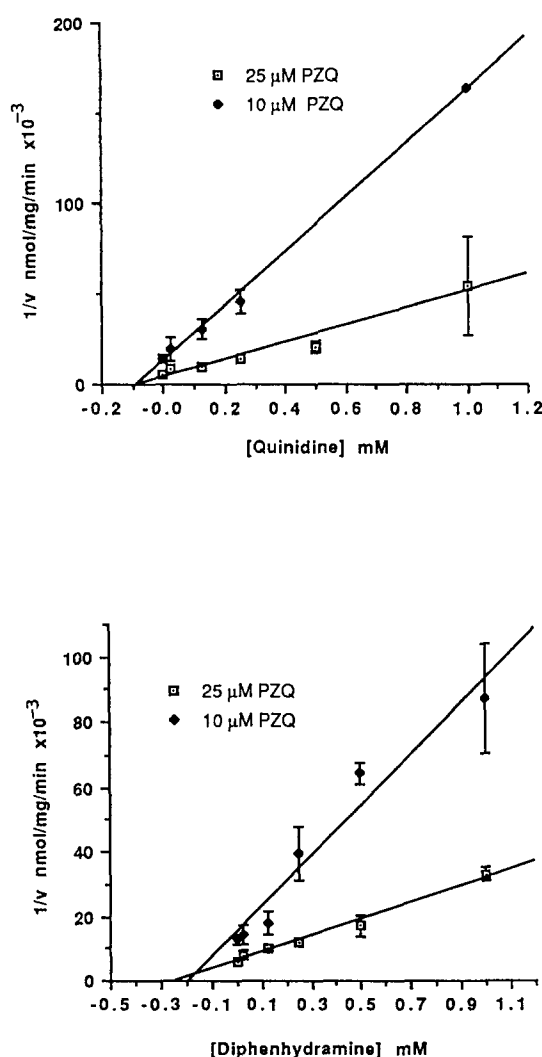 200
100
0
1/v nmol/mg/min x10⁻³
25 µM PZQ
10 µM PZQ
-0.2 -0.0 0.2 0.4 0.6 0.8 1.0 1.2
[Quinidine] mM
100
80
60
40
20
0
1/v nmol/mg/min x10⁻³
25 µM PZQ
10 µM PZQ
-0.5 -0.3 -0.1 0.1 0.3 0.5 0.7 0.9 1.1
[Diphenhydramine] mM